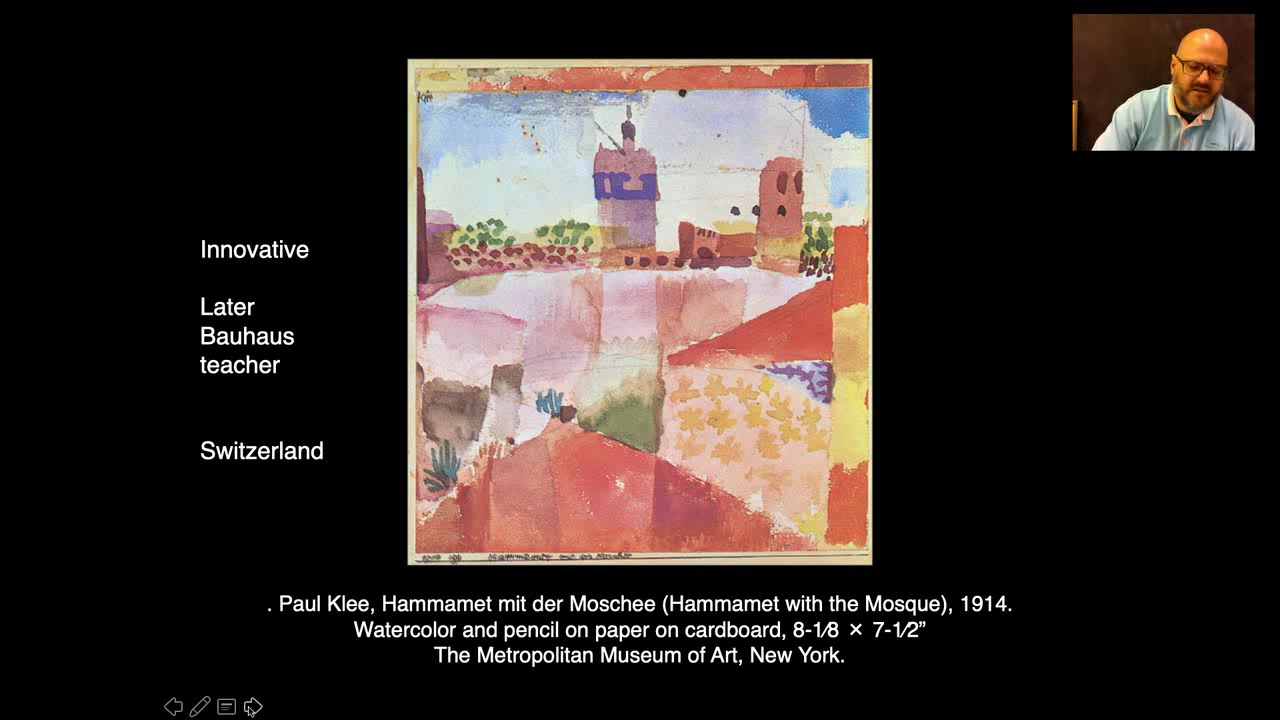 Innovative
Later
Bauhaus
teacher
Switzerland
. Paul Klee, Hammamet mit der Moschee (Hammamet with the Mosque), 1914.
Watercolor and pencil on paper on cardboard, 8-1⁄8 × 7-1⁄2”
The Metropolitan Museum of Art, New York.